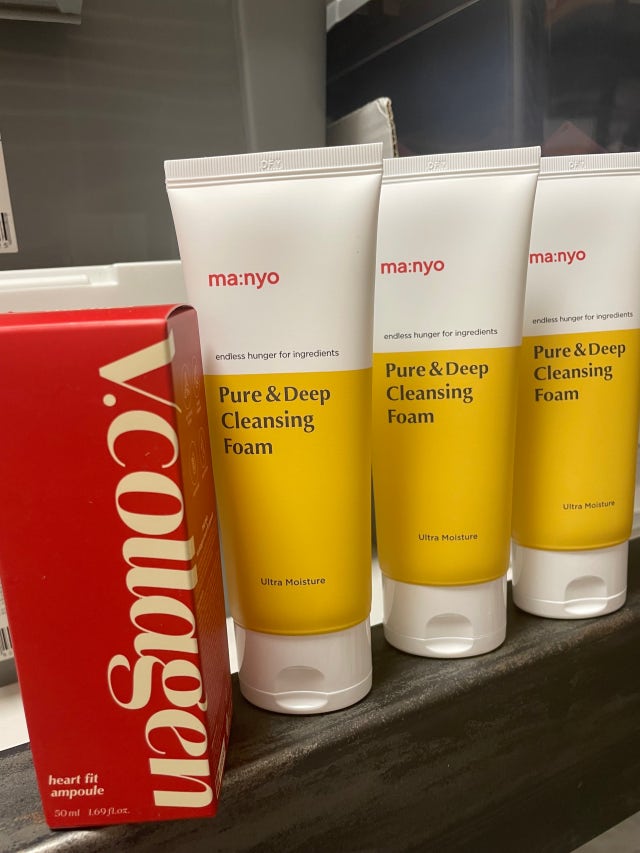 v.collagen
heart fit
ampoule
50 ml 1.69 fl.oz.
ma:nyo
endless hunger for ingredients
Pure & Deep
Cleansing
Foam
Ultra Moisture
ma:nyo
endless hunger for ingredients
Pure & Deep
Cleansing
Foam
Ultra Moisture
ma:nyo
endless hunger for ingredients
Pure & Deep
Cleansing
Foam
Ultra Moisture